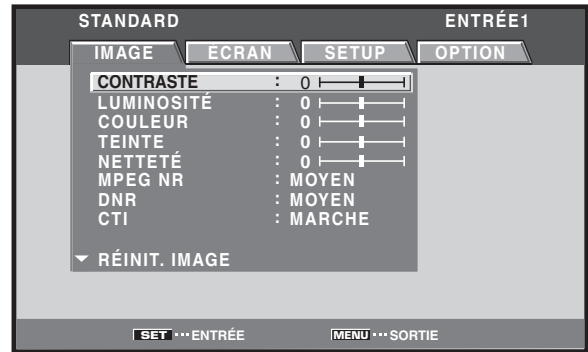 STANDARD ENTRÉE1
IMAGE ÉCRAN SETUP OPTION
CONTRASTE : 0
LUMINOSITÉ : 0
COULEUR : 0
TEINTE : 0
NETTETÉ : 0
MPEG NR : MOYEN
DNR : MOYEN
CTI : MARCHE
RÉINIT. IMAGE
SET ··· ENTRÉE MENU ··· SORTIE